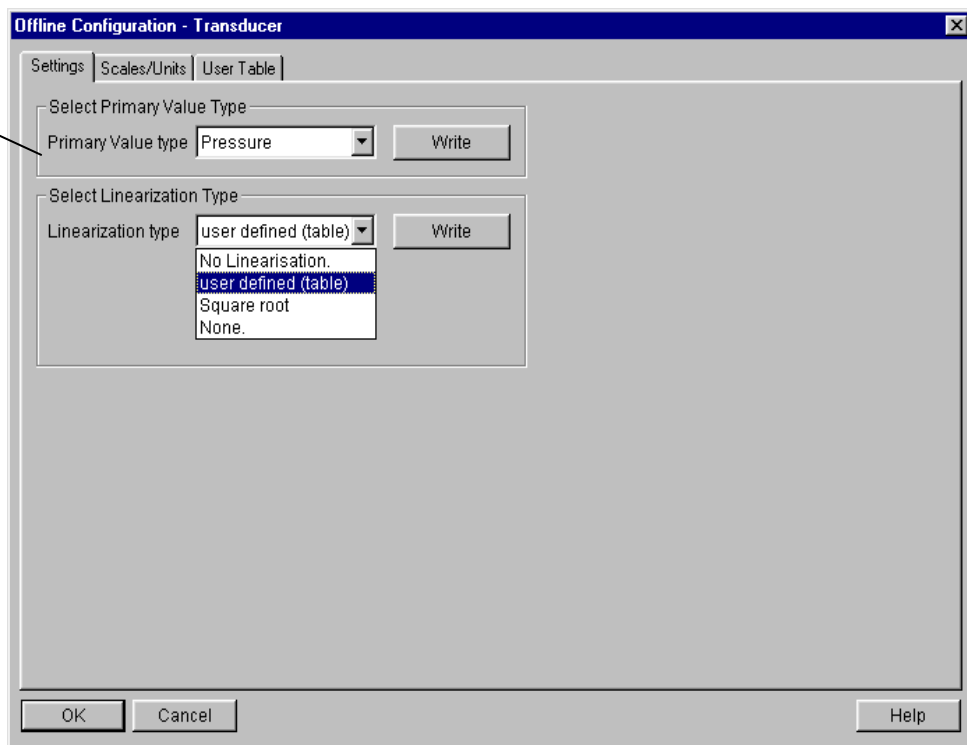 Offline Configuration - Transducer
Settings Scales/Units User Table
Select Primary Value Type
Primary Value type Pressure Write
Select Linearization Type
Linearization type user defined (table) Write
No Linearisation.
user defined (table)
Square root
None.
OK Cancel Help